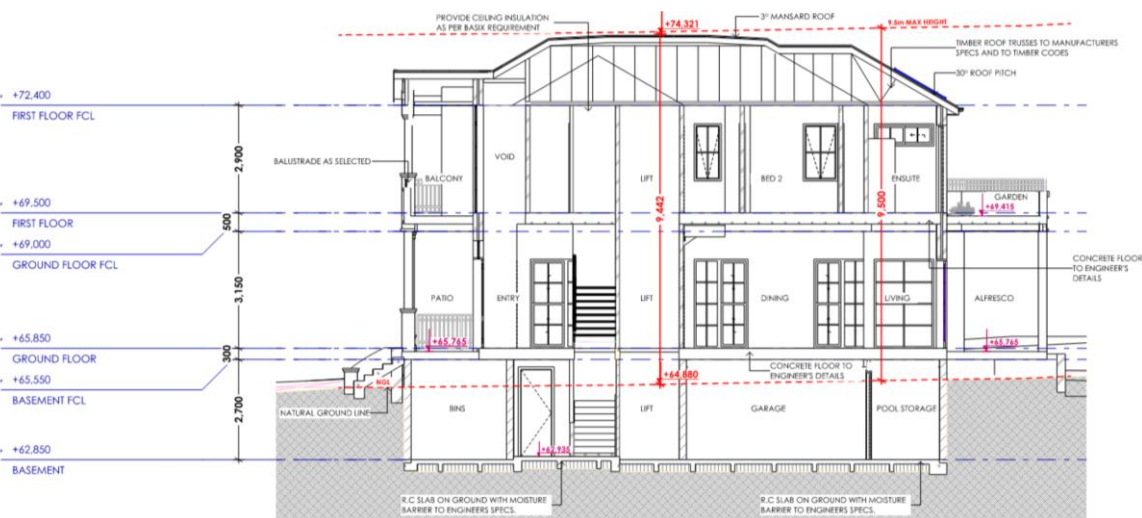 PROVIDE CEILING INSULATION
AS PER BASIX REQUIREMENT
+74,321
3° MANSARD ROOF
9.5m MAX HEIGHT
TIMBER ROOF TRUSSES TO MANUFACTURERS
SPECS AND TO TIMBER CODES
30° ROOF PITCH
+72,400
FIRST FLOOR FCL
2,900
BALUSTRADE AS SELECTED
BALCONY
VOID
LIFT
BED 2
ENSUITE
9,442
9,500
GARDEN
+69,415
+69,500
FIRST FLOOR
500
+69,000
GROUND FLOOR FCL
CONCRETE FLOOR
TO ENGINEER'S
DETAILS
3,150
PATIO
ENTRY
LIFT
DINING
LIVING
ALFRESCO
+65,850
GROUND FLOOR
+65,765
+65,765
300
+65,550
BASEMENT FCL
CONCRETE FLOOR TO
ENGINEER'S DETAILS
+64,880
NGL
NATURAL GROUND LINE
2,700
BINS
LIFT
GARAGE
POOL STORAGE
+62,935
+62,850
BASEMENT
R.C SLAB ON GROUND WITH MOISTURE
BARRIER TO ENGINEERS SPECS.
R.C SLAB ON GROUND WITH MOISTURE
BARRIER TO ENGINEERS SPECS.